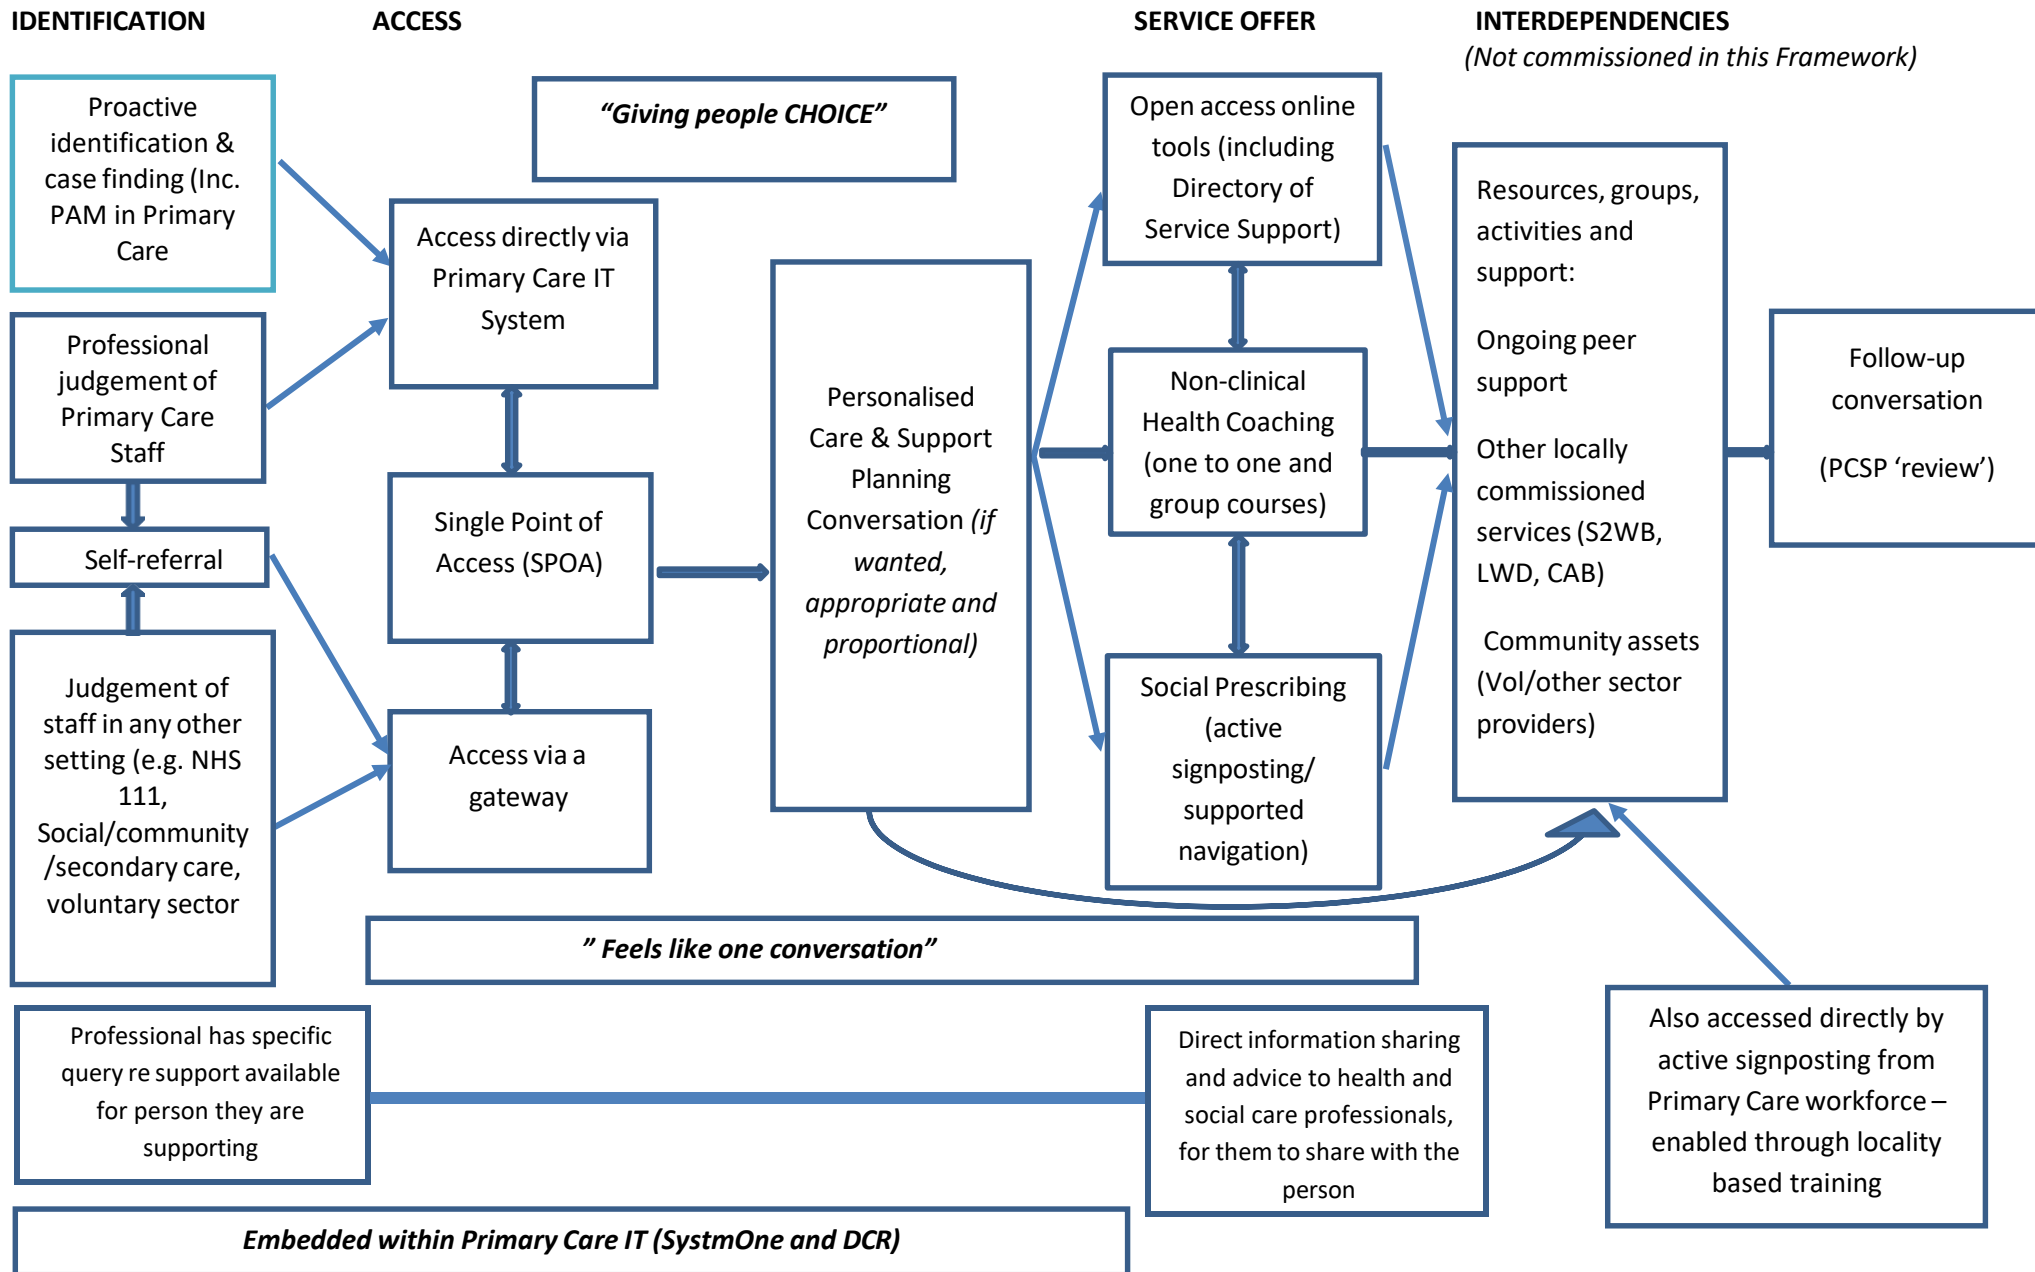 IDENTIFICATION
ACCESS
SERVICE OFFER
INTERDEPENDENCIES
(Not commissioned in this Framework)
Proactive
identification &
case finding (Inc.
PAM in Primary
Care
Professional
judgement of
Primary Care
Staff
Self-referral
Judgement of
staff in any other
setting (e.g. NHS
111,
Social/community
/secondary care,
voluntary sector
"Giving people CHOICE"
Access directly via
Primary Care IT
System
Single Point of
Access (SPOA)
Access via a
gateway
Personalised
Care & Support
Planning
Conversation (if
wanted,
appropriate and
proportional)
Open access online
tools (including
Directory of
Service Support)
Non-clinical
Health Coaching
(one to one and
group courses)
Social Prescribing
(active
signposting/
supported
navigation)
Resources, groups,
activities and
support:
Ongoing peer
support
Other locally
commissioned
services (S2WB,
LWD, CAB)
Community assets
(Vol/other sector
providers)
Follow-up
conversation
(PCSP ‘review’)
” Feels like one conversation”
Professional has specific
query re support available
for person they are
supporting
Direct information sharing
and advice to health and
social care professionals,
for them to share with the
person
Also accessed directly by
active signposting from
Primary Care workforce –
enabled through locality
based training
Embedded within Primary Care IT (SystmOne and DCR)